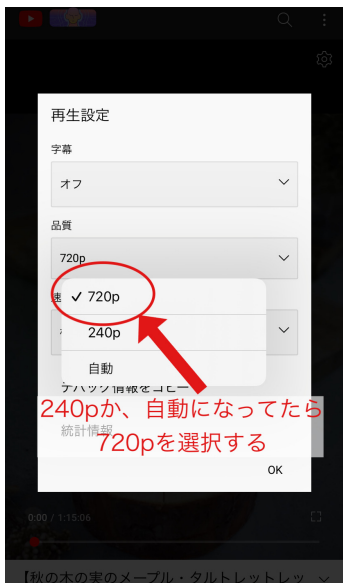 再生設定
字幕
オフ
品質
720p
速
✓ 720p
240p
自動
デバッグ情報をコピー
240pか、自動になってたら
統計情報
720pを選択する
OK
0:00 / 1:15:06
【秋の木の実のメープル・タルトレットレッ